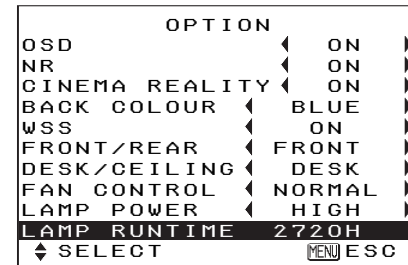 OPTION
OSD ON
NR ON
CINEMA REALITY ON
BACK COLOUR BLUE
WSS ON
FRONT/REAR FRONT
DESK/CEILING DESK
FAN CONTROL NORMAL
LAMP POWER HIGH
LAMP RUNTIME 2720H
SELECT MENU ESC